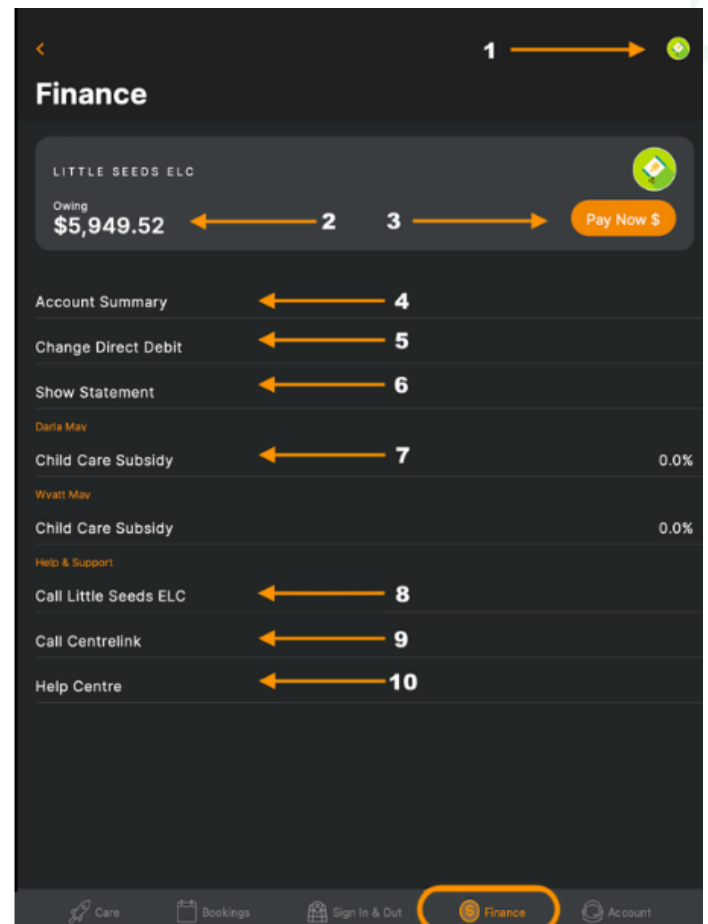 <
1
Finance
LITTLE SEEDS ELC
Owing
$5,949.52
2
3
Pay Now $
Account Summary
4
Change Direct Debit
5
Show Statement
6
Darla May
Child Care Subsidy
7
0.0%
Wyatt May
Child Care Subsidy
0.0%
Help & Support
Call Little Seeds ELC
8
Call Centrelink
9
Help Centre
10
Care
Bookings
Sign In & Out
Finance
Account